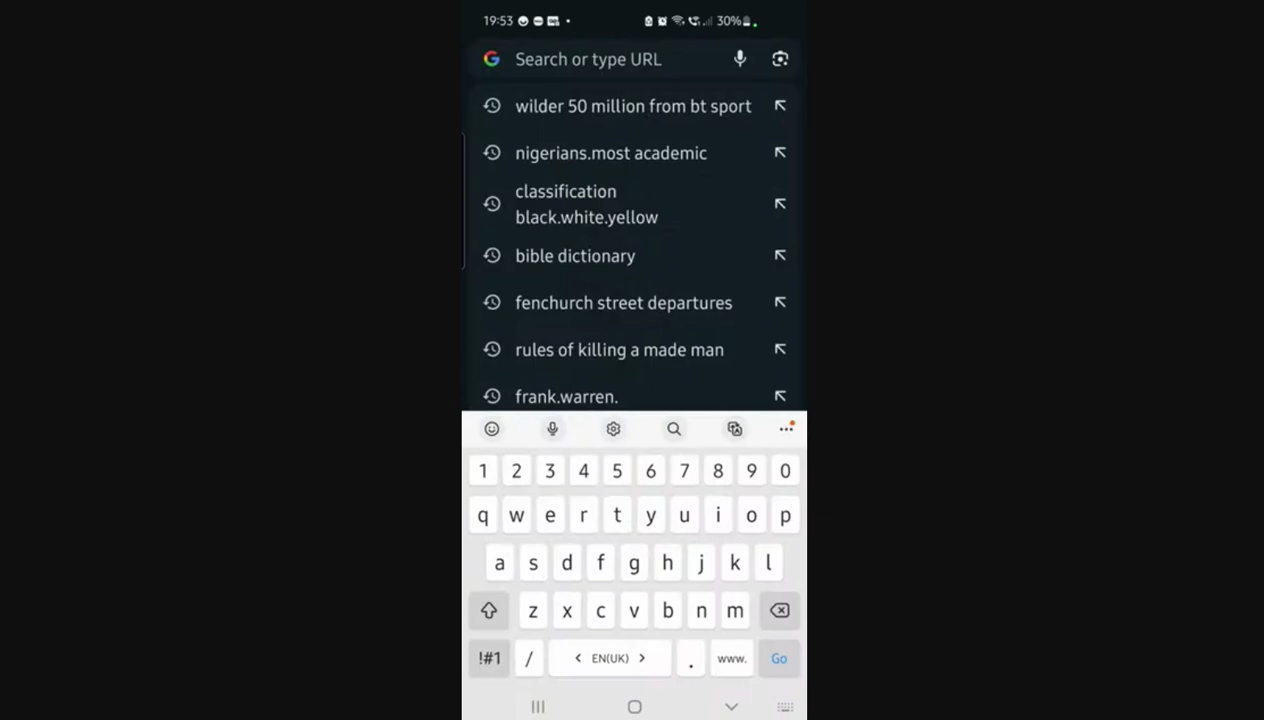 19:53 30%
Search or type URL
wilder 50 million from bt sport
nigerians.most academic
classification
black.white.yellow
bible dictionary
fenchurch street departures
rules of killing a made man
frank.warren.
1 2 3 4 5 6 7 8 9 0
q w e r t y u i o p
a s d f g h j k l
z x c v b n m
!#1 / < EN(UK) > . www. Go